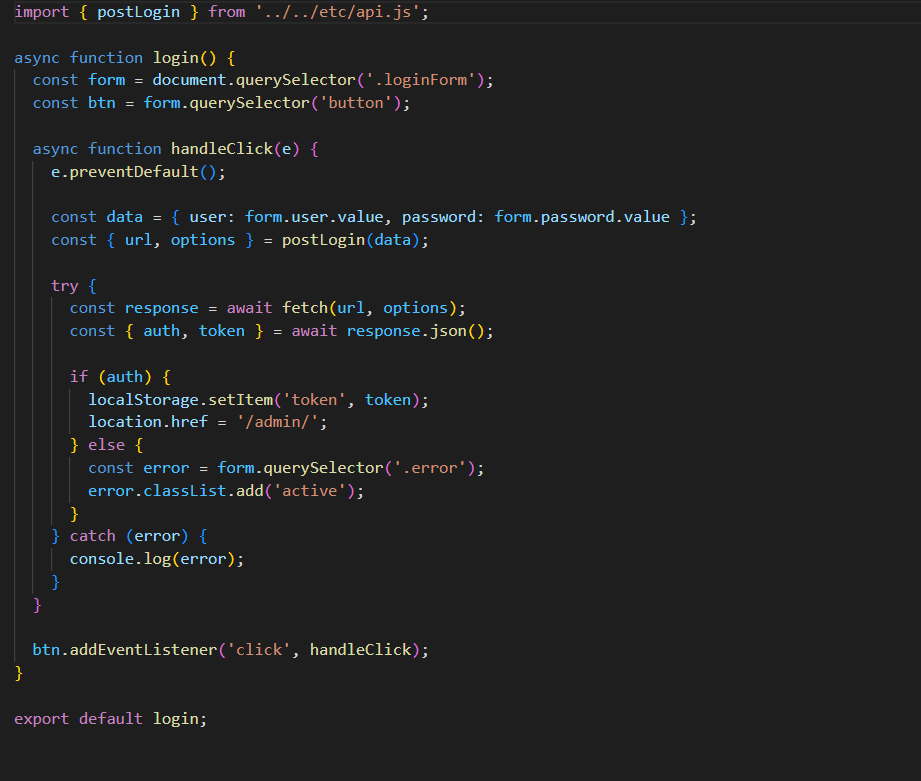 import { postLogin } from '../../etc/api.js';
async function login() {
const form = document.querySelector('.loginForm');
const btn = form.querySelector('button');
async function handleClick(e) {
e.preventDefault();
const data = { user: form.user.value, password: form.password.value };
const { url, options } = postLogin(data);
try {
const response = await fetch(url, options);
const { auth, token } = await response.json();
if (auth) {
localStorage.setItem('token', token);
location.href = '/admin/';
} else {
const error = form.querySelector('.error');
error.classList.add('active');
}
} catch (error) {
console.log(error);
}
}
btn.addEventListener('click', handleClick);
}
export default login;